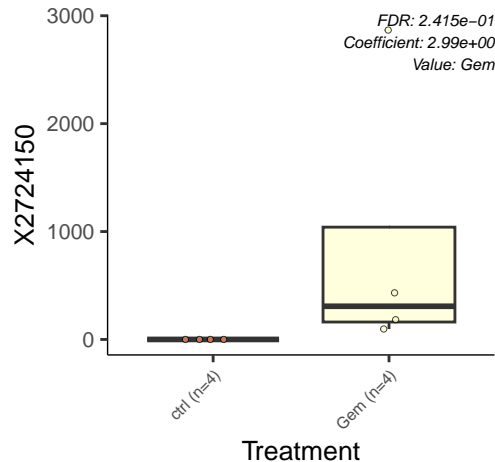 FDR: 2.415e−01
Coefficient: 2.99e+00
Value: Gem
3000
2000
1000
0
X2724150
ctrl (n=4)
Gem (n=4)
Treatment